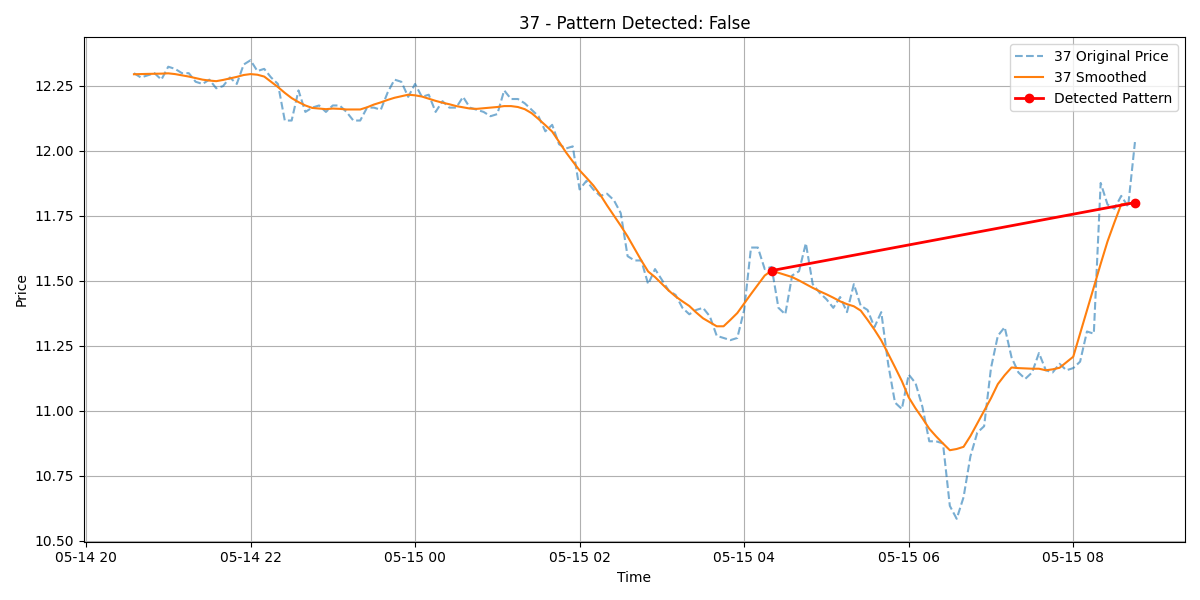 37 - Pattern Detected: False
37 Original Price
37 Smoothed
Detected Pattern
Price
12.25
12.00
11.75
11.50
11.25
11.00
10.75
10.50
05-14 20
05-14 22
05-15 00
05-15 02
05-15 04
05-15 06
05-15 08
Time